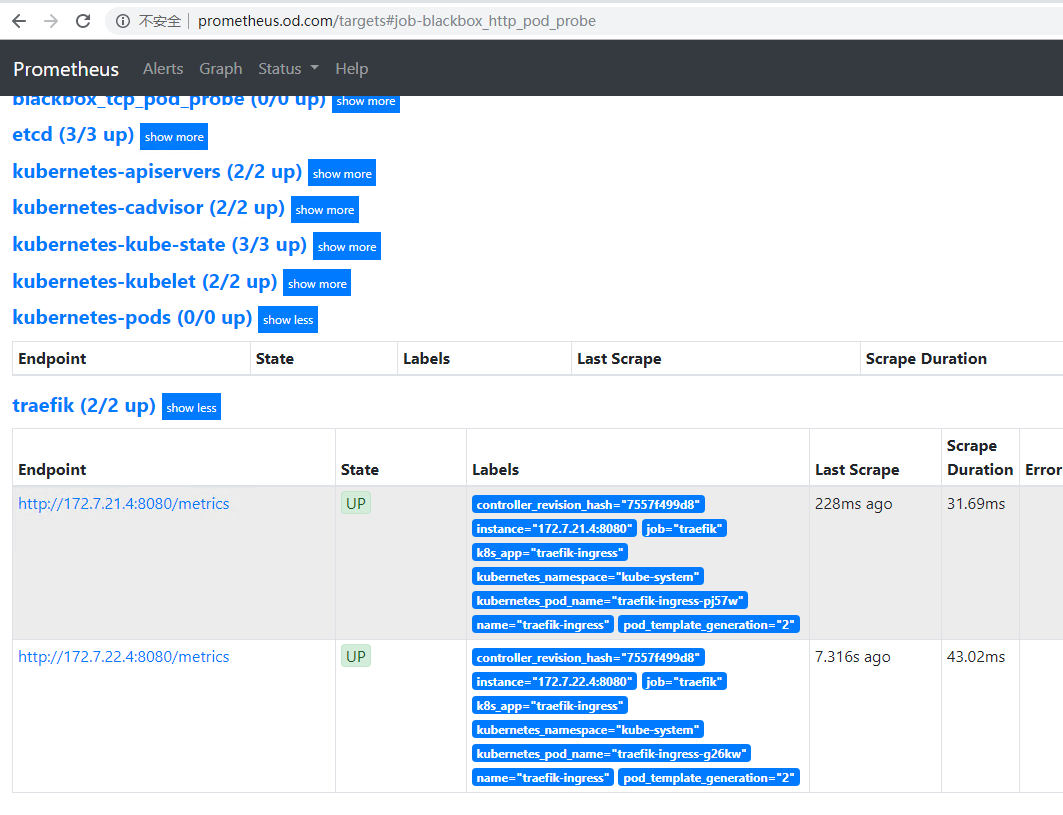 不安全 prometheus.od.com/targets#job-blackbox_http_pod_probe
Prometheus Alerts Graph Status Help
blackbox_tcp_pod_probe (0/0 up) show more
etcd (3/3 up) show more
kubernetes-apiservers (2/2 up) show more
kubernetes-cadvisor (2/2 up) show more
kubernetes-kube-state (3/3 up) show more
kubernetes-kubelet (2/2 up) show more
kubernetes-pods (0/0 up) show less
Endpoint State Labels Last Scrape Scrape Duration
traefik (2/2 up) show less
Endpoint State Labels Last Scrape Scrape Duration Error
http://172.7.21.4:8080/metrics UP controller_revision_hash="7557f499d8" 228ms ago 31.69ms
instance="172.7.21.4:8080" job="traefik"
k8s_app="traefik-ingress"
kubernetes_namespace="kube-system"
kubernetes_pod_name="traefik-ingress-pj57w"
name="traefik-ingress" pod_template_generation="2"
http://172.7.22.4:8080/metrics UP controller_revision_hash="7557f499d8" 7.316s ago 43.02ms
instance="172.7.22.4:8080" job="traefik"
k8s_app="traefik-ingress"
kubernetes_namespace="kube-system"
kubernetes_pod_name="traefik-ingress-g26kw"
name="traefik-ingress" pod_template_generation="2"